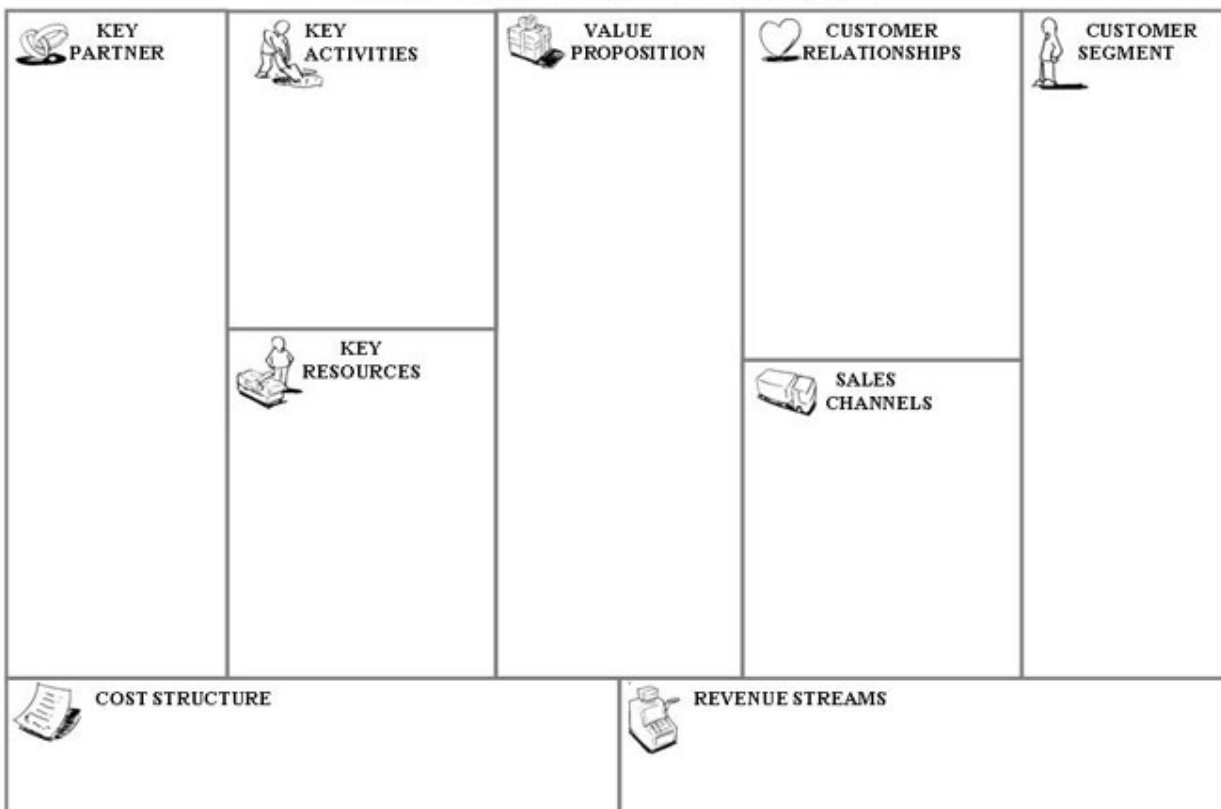 KEY
PARTNER
KEY
ACTIVITIES
VALUE
PROPOSITION
CUSTOMER
RELATIONSHIPS
CUSTOMER
SEGMENT
KEY
RESOURCES
SALES
CHANNELS
COST STRUCTURE
REVENUE STREAMS